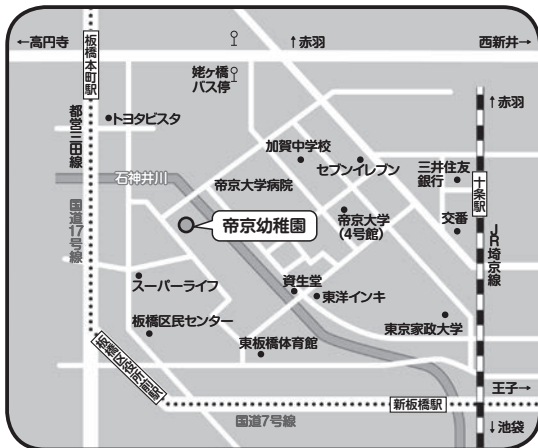 ←高円寺
板橋本町駅
↑赤羽
西新井→
姥ヶ橋
バス停
↑赤羽
都営三田線
トヨタビスタ
加賀中学校
セブンイレブン
三井住友
銀行
十条駅
石神井川
帝京大学病院
国道17号線
帝京幼稚園
帝京大学
(4号館)
交番
JR埼京線
スーパーライフ
資生堂
東洋インキ
板橋区民センター
東京家政大学
東板橋体育館
板橋区役所前駅
王子→
新板橋駅
国道7号線
↓池袋